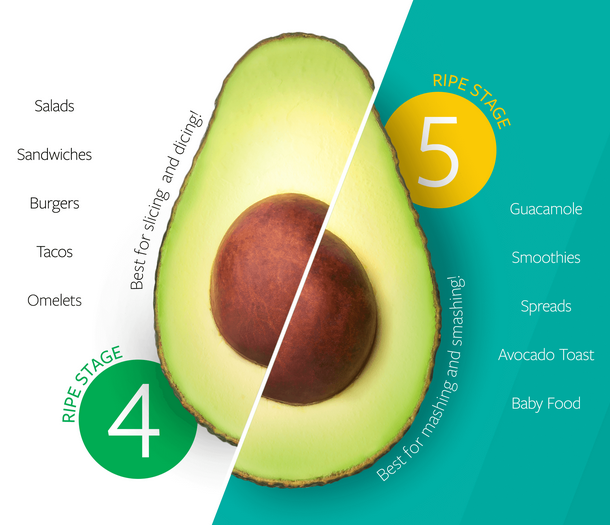 Salads
Sandwiches
Burgers
Tacos
Omelets
Best for slicing and dicing!
RIPE STAGE
4
RIPE STAGE
5
Guacamole
Smoothies
Spreads
Avocado Toast
Baby Food
Best for mashing and smashing!